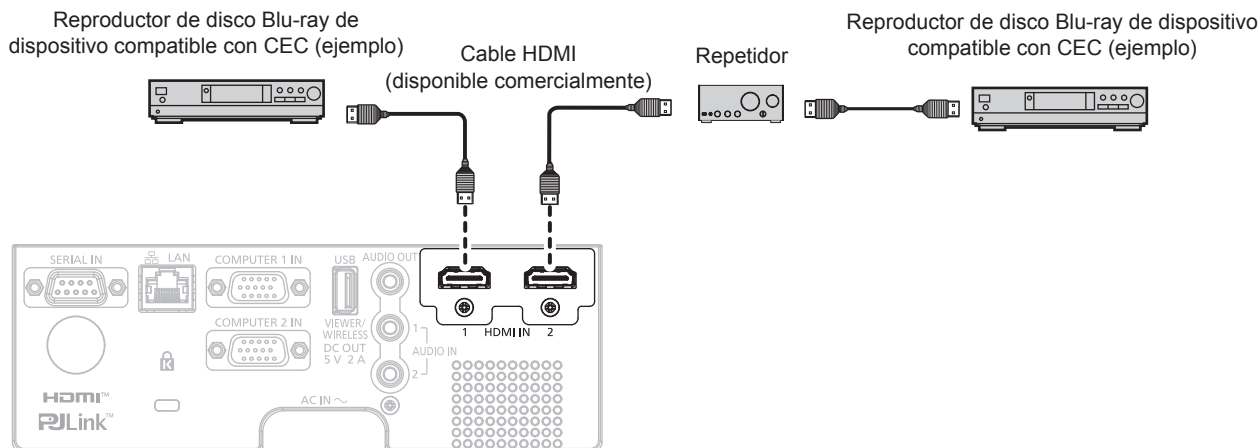 Reproductor de disco Blu-ray de
dispositivo compatible con CEC (ejemplo)
Cable HDMI
(disponible comercialmente)
Repetidor
Reproductor de disco Blu-ray de dispositivo
compatible con CEC (ejemplo)
SERIAL IN
LAN
COMPUTER 1 IN
USB
AUDIO OUT
COMPUTER 2 IN
VIEWER/
WIRELESS
DC OUT
5 V 2 A
1
AUDIO IN
2
1 HDMI IN 2
K
HDMI™
PJLink™
AC IN ~